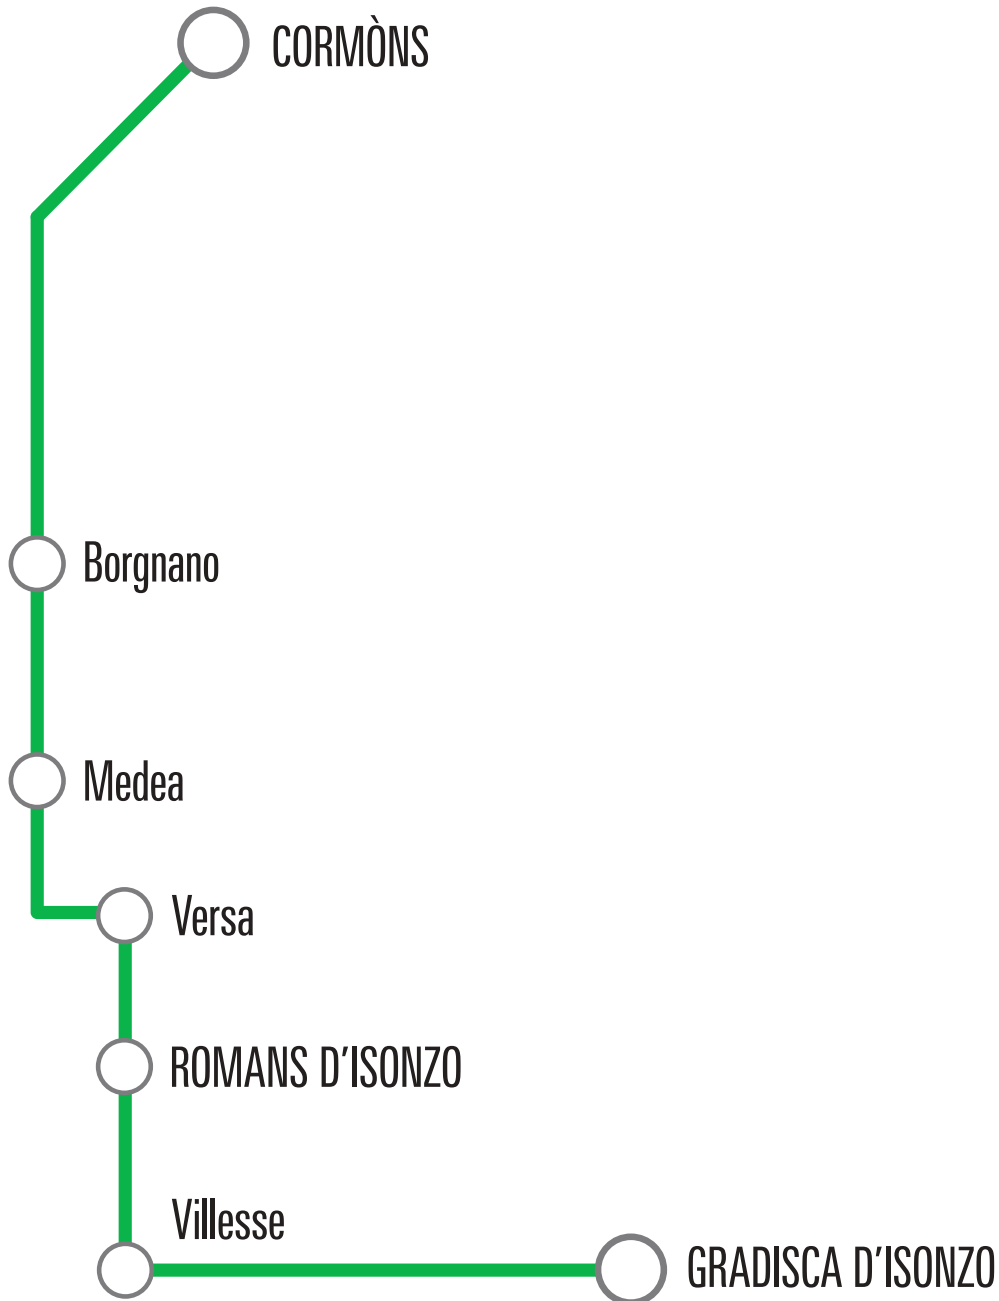 CORMÒNS
Borgnano
Medea
Versa
ROMANS D’ISONZO
Villesse
GRADISCA D’ISONZO